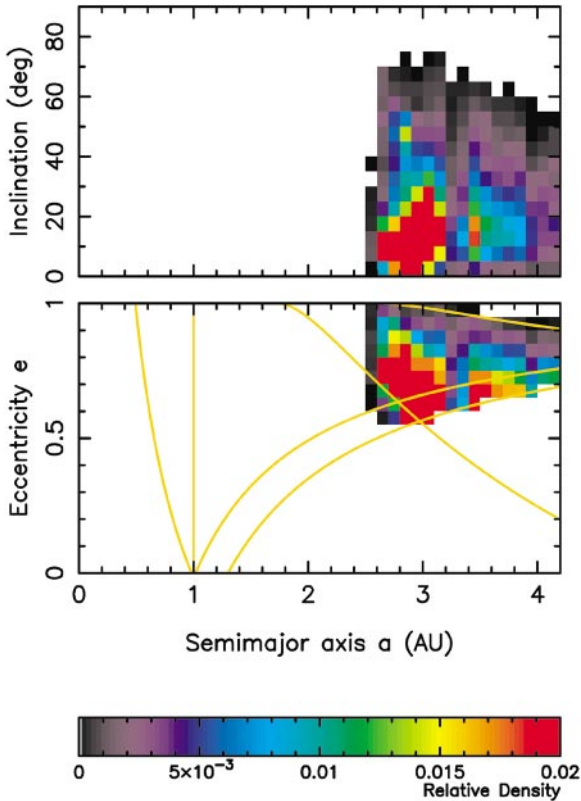 80
60
40
20
0
Inclination (deg)
1
0.5
0
Eccentricity e
0 1 2 3 4
Semimajor axis a (AU)
0 5×10⁻³ 0.01 0.015 0.02
Relative Density